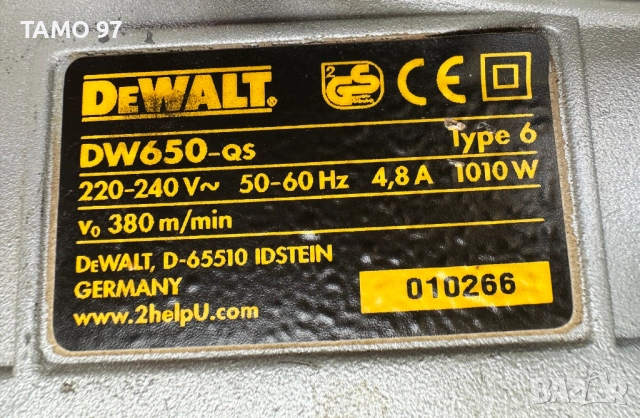 TAMO 97
DEWALT®
2 GS CE
DW650-QS Type 6
220-240 V~ 50-60 Hz 4,8 A 1010 W
v₀ 380 m/min
DEWALT, D-65510 IDSTEIN
GERMANY
010266
www.2helpU.com
BAZAR